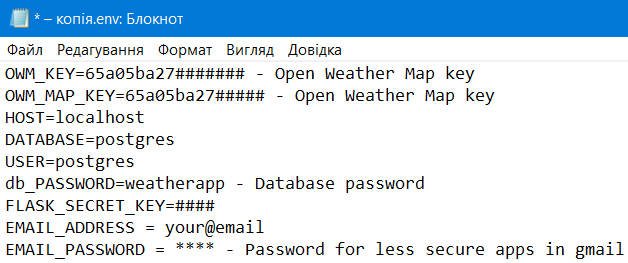 * – копія.env: Блокнот
Файл Редагування Формат Вигляд Довідка
OWM_KEY=65a05ba27####### - Open Weather Map key
OWM_MAP_KEY=65a05ba27##### - Open Weather Map key
HOST=localhost
DATABASE=postgres
USER=postgres
db_PASSWORD=weatherapp - Database password
FLASK_SECRET_KEY=####
EMAIL_ADDRESS = your@email
EMAIL_PASSWORD = **** - Password for less secure apps in gmail